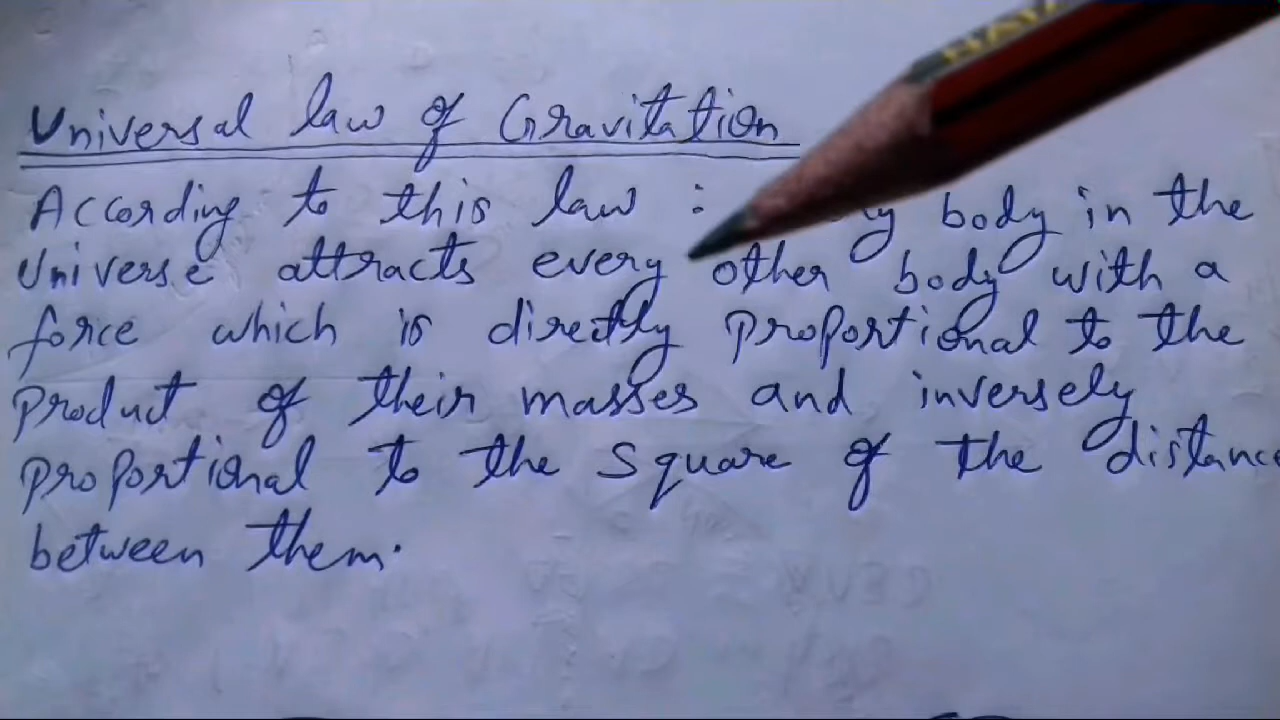 Universal law of Gravitation
According to this law : body in the
Universe attracts every other body with a
force which is directly proportional to the
product of their masses and inversely
proportional to the square of the distance
between them.